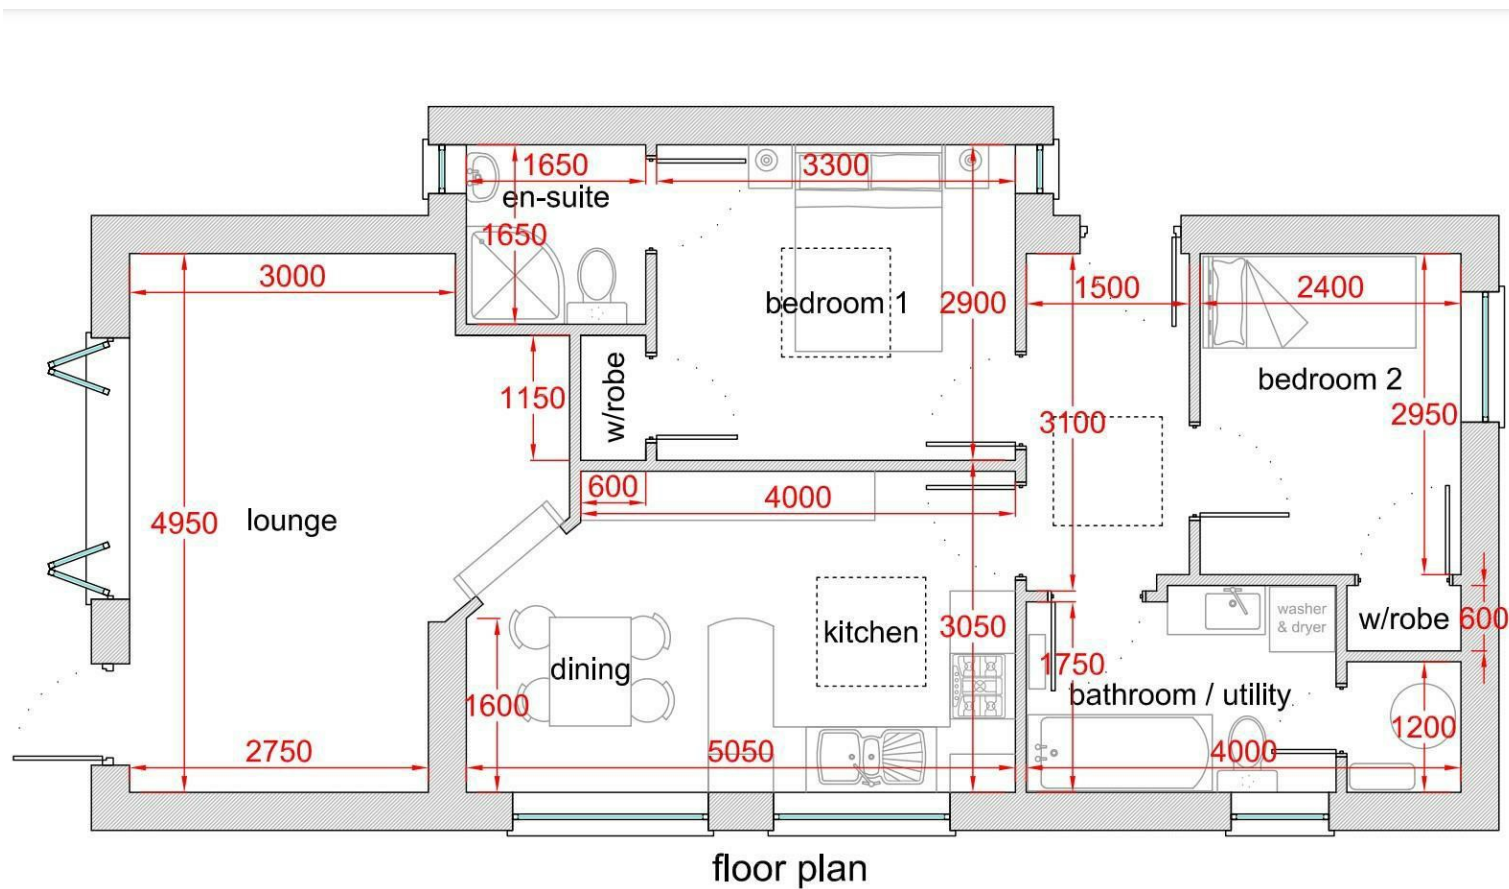 1650
3300
en-suite
1650
3000
bedroom 1
2900
1500
2400
bedroom 2
1150
w/robe
3100
2950
600
4000
4950
lounge
washer
& dryer
w/robe
600
kitchen
3050
dining
1600
1750
bathroom / utility
1200
2750
5050
4000
floor plan